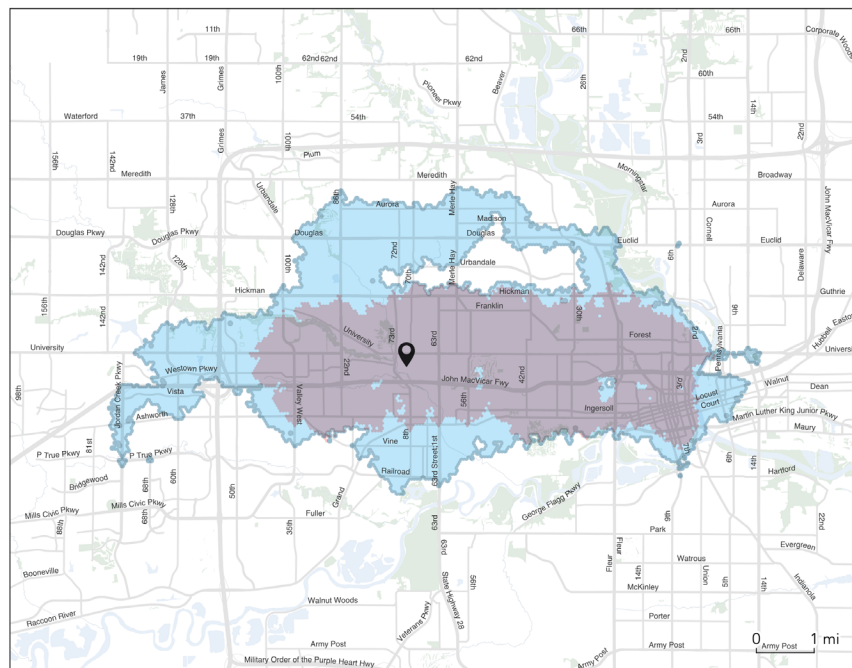 11th
66th
66th
Corporate Woods
19th
19th
62nd
62nd
62nd
2nd
James
Grimes
100th
Pioneer Pkwy
Beaver
26th
60th
14th
Waterford
37th
54th
54th
3rd
22nd
Grimes
100th
156th
142nd
Plum
Meredith
Meredith
Morningstar
Broadway
128th
Urbandale
86th
Aurora
Merle Hay
Madison
Aurora
Cornell
John MacVicar Fwy
Douglas Pkwy
Douglas Pkwy
Douglas
Douglas
Euclid
Euclid
72nd
6th
142nd
128th
100th
70th
Merle Hay
Urbandale
Delaware
156th
Hickman
Hickman
Guthrie
142nd
Franklin
30th
9th
University
University
73rd
63rd
Forest
2nd
Pennsylvania
Hubbell
Easton
University
22nd
Westown Pkwy
98th
Jordan Creek Pkwy
Vista
John MacVicar Fwy
42nd
3rd
Walnut
Dean
Valley West
56th
Ingersoll
Locust
Court
Martin Luther King Junior Pkwy
Ashworth
8th
Maury
81st
P True Pkwy
P True Pkwy
Vine
63rd Street
1st
7th
6th
14th
Hartford
Bridgewood
68th
60th
50th
Railroad
Mills Civic Pkwy
Mills Civic Pkwy
Grand
George Flagg Pkwy
88th
68th
35th
Fuller
63rd
9th
Park
22nd
63rd
Fleur
Fleur
Evergreen
Watrous
Booneville
State Highway 28
56th
14th
McKinley
Union
5th
14th
Indianola
Raccoon River
Walnut Woods
Veterans Pkwy
Porter
Army Post
Army Post
Army Post
Army Post
Military Order of the Purple Heart Hwy
0 1 mi